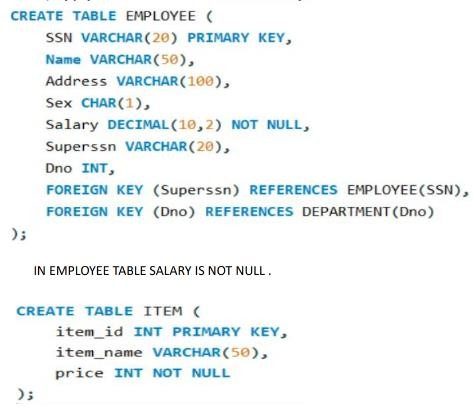 CREATE TABLE EMPLOYEE (
SSN VARCHAR(20) PRIMARY KEY,
Name VARCHAR(50),
Address VARCHAR(100),
Sex CHAR(1),
Salary DECIMAL(10,2) NOT NULL,
Superssn VARCHAR(20),
Dno INT,
FOREIGN KEY (Superssn) REFERENCES EMPLOYEE(SSN),
FOREIGN KEY (Dno) REFERENCES DEPARTMENT(Dno)
);
IN EMPLOYEE TABLE SALARY IS NOT NULL .
CREATE TABLE ITEM (
item_id INT PRIMARY KEY,
item_name VARCHAR(50),
price INT NOT NULL
);